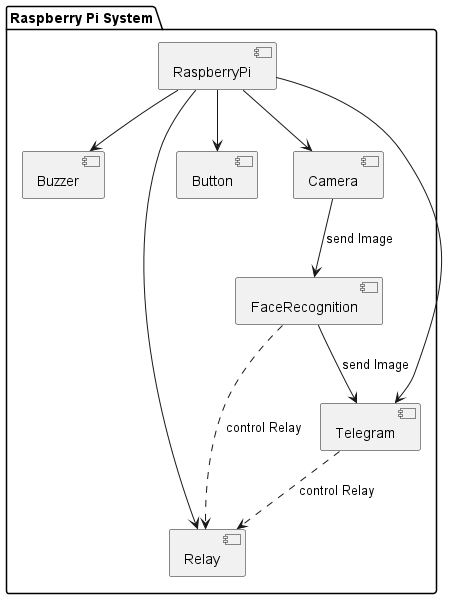 Raspberry Pi System
RaspberryPi
Buzzer
Button
Camera
send Image
FaceRecognition
send Image
Telegram
control Relay
control Relay
Relay